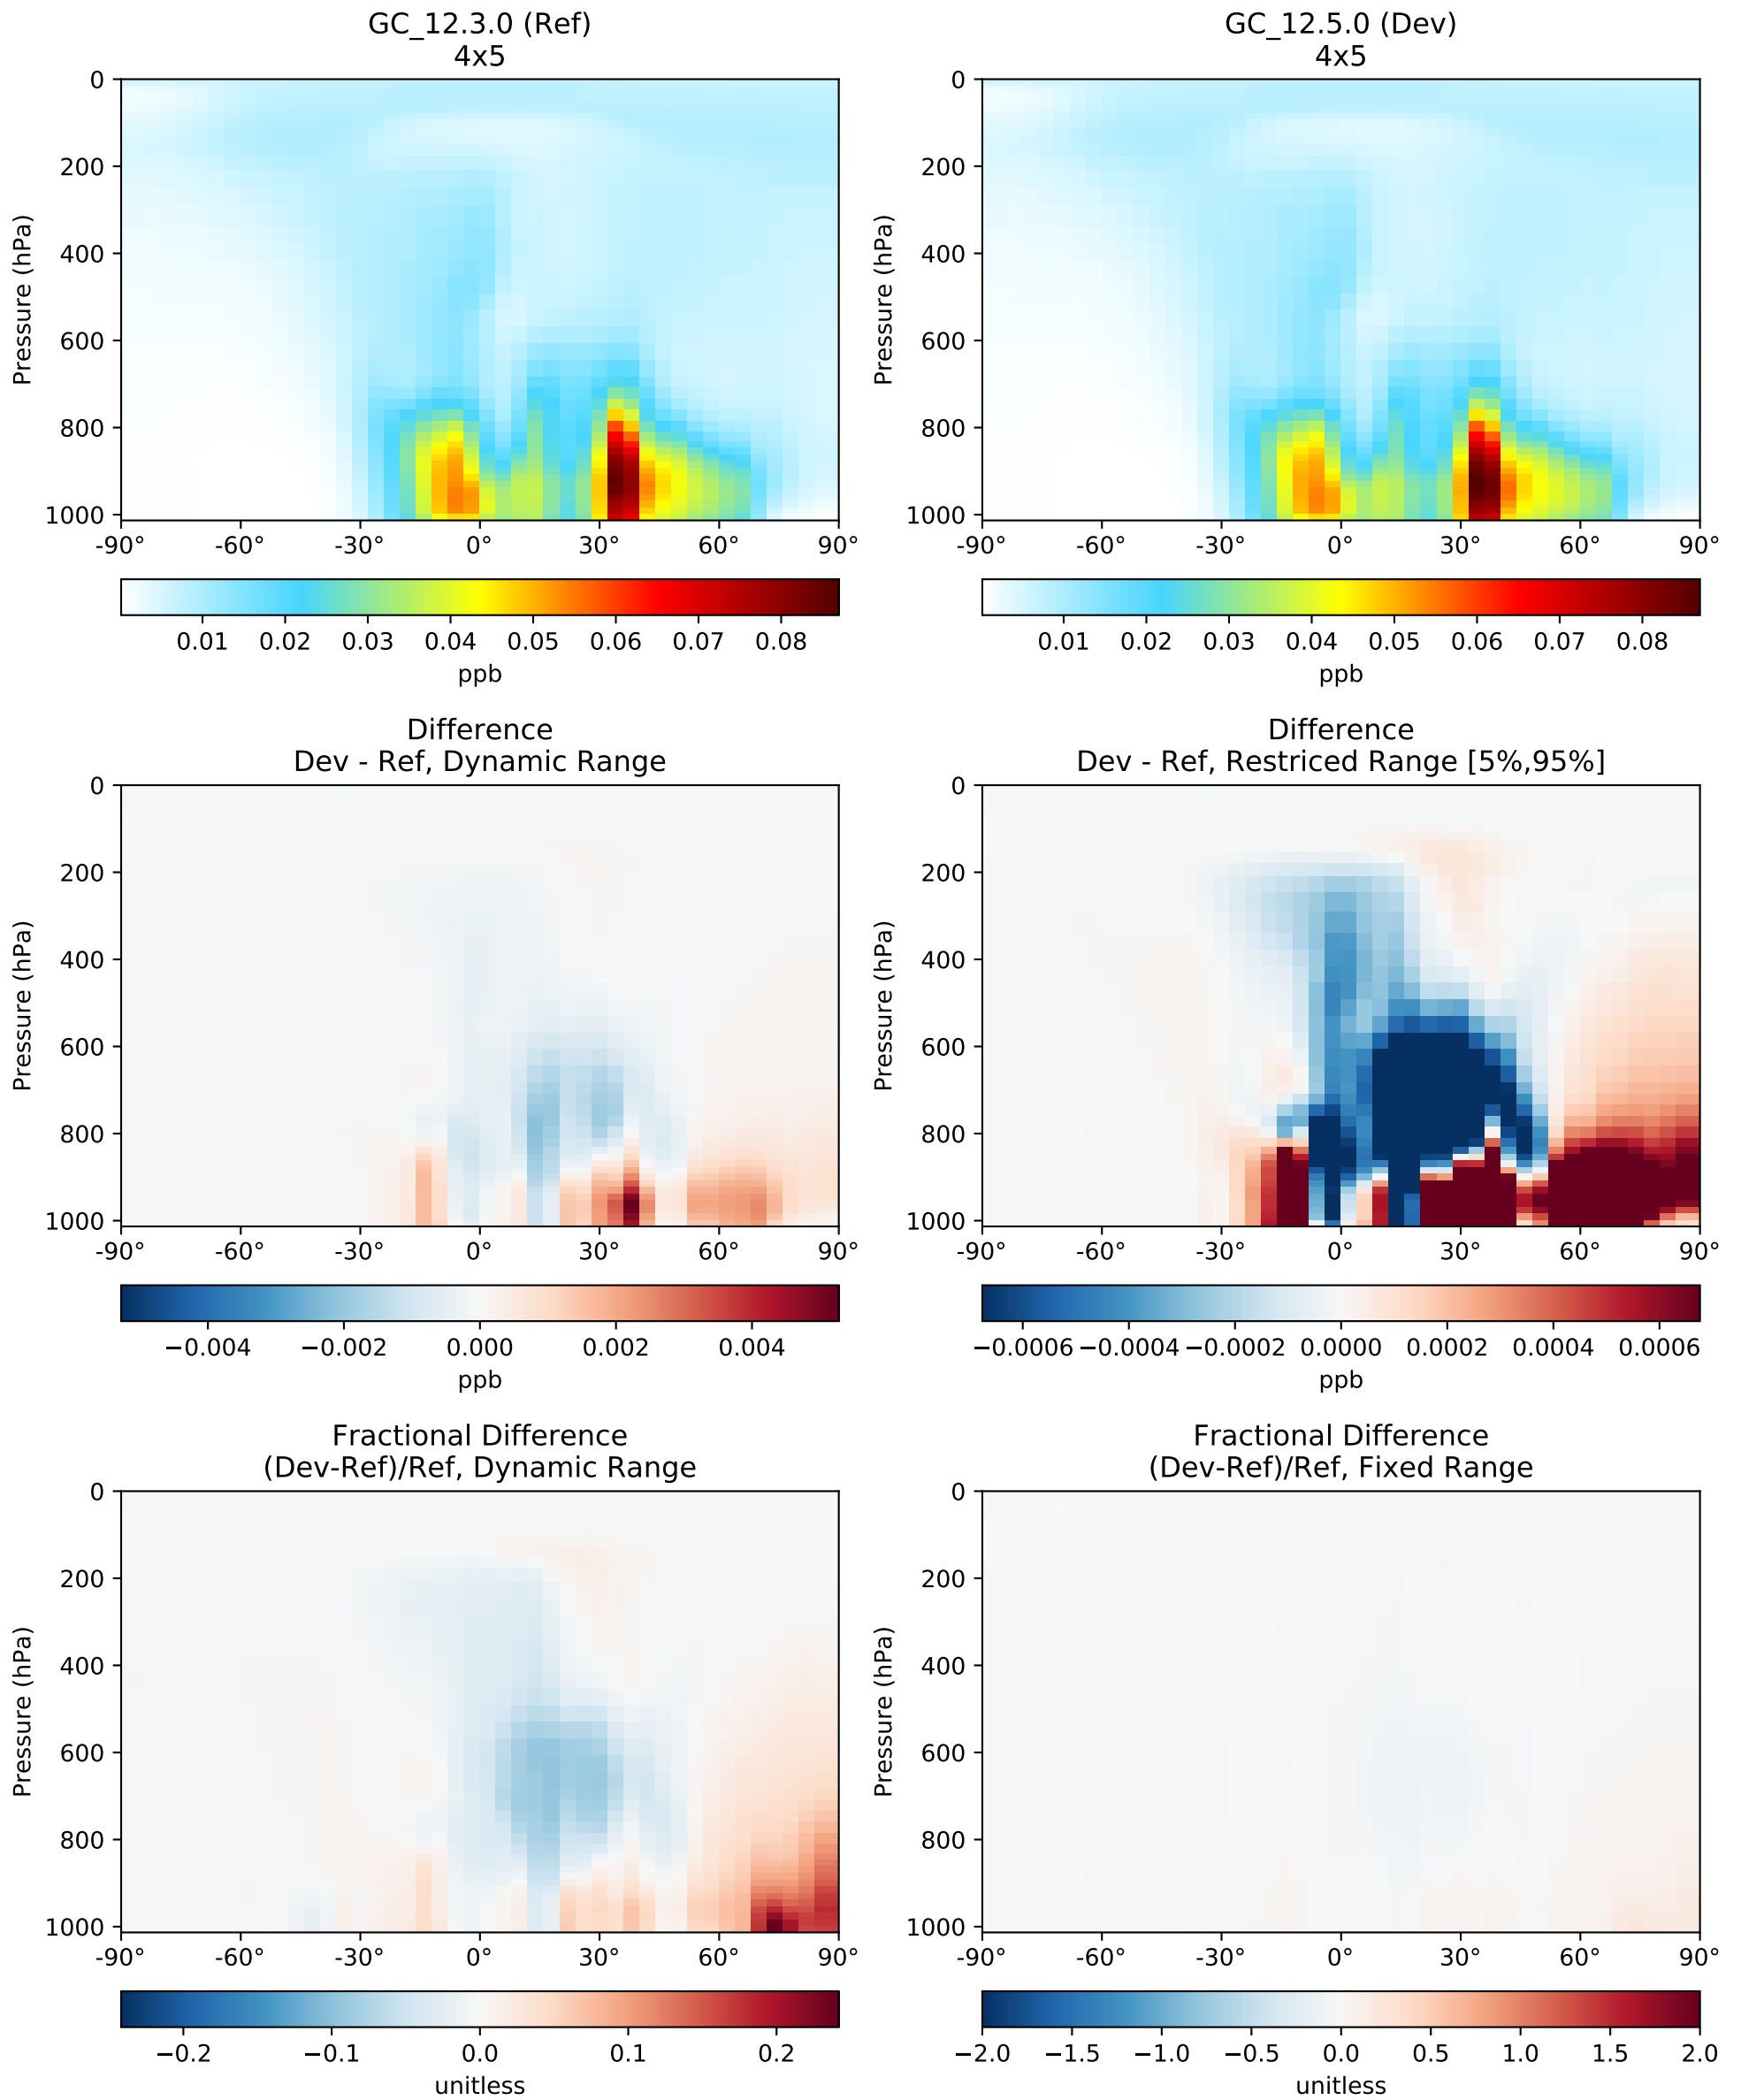 GC_12.3.0 (Ref)
4x5
0
200
400
600
800
1000
Pressure (hPa)
-90° -60° -30° 0° 30° 60° 90°
0.01 0.02 0.03 0.04 0.05 0.06 0.07 0.08
ppb
GC_12.5.0 (Dev)
4x5
0
200
400
600
800
1000
Pressure (hPa)
-90° -60° -30° 0° 30° 60° 90°
0.01 0.02 0.03 0.04 0.05 0.06 0.07 0.08
ppb
Difference
Dev - Ref, Dynamic Range
0
200
400
600
800
1000
Pressure (hPa)
-90° -60° -30° 0° 30° 60° 90°
−0.004 −0.002 0.000 0.002 0.004
ppb
Difference
Dev - Ref, Restriced Range [5%,95%]
0
200
400
600
800
1000
Pressure (hPa)
-90° -60° -30° 0° 30° 60° 90°
−0.0006 −0.0004 −0.0002 0.0000 0.0002 0.0004 0.0006
ppb
Fractional Difference
(Dev-Ref)/Ref, Dynamic Range
0
200
400
600
800
1000
Pressure (hPa)
-90° -60° -30° 0° 30° 60° 90°
−0.2 −0.1 0.0 0.1 0.2
unitless
Fractional Difference
(Dev-Ref)/Ref, Fixed Range
0
200
400
600
800
1000
Pressure (hPa)
-90° -60° -30° 0° 30° 60° 90°
−2.0 −1.5 −1.0 −0.5 0.0 0.5 1.0 1.5 2.0
unitless